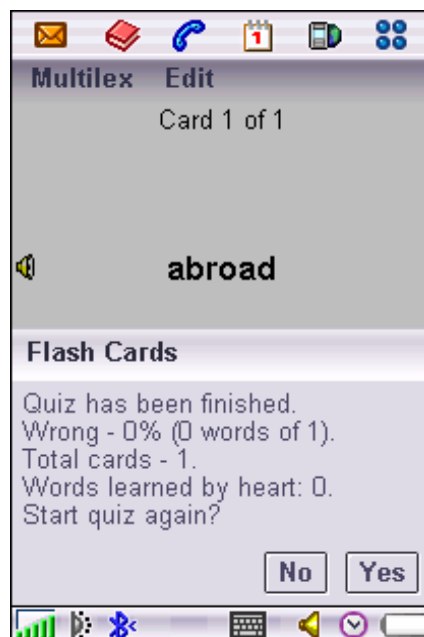 1
Multilex Edit
Card 1 of 1
abroad
Flash Cards
Quiz has been finished.
Wrong - 0% (0 words of 1).
Total cards - 1.
Words learned by heart: 0.
Start quiz again?
No Yes